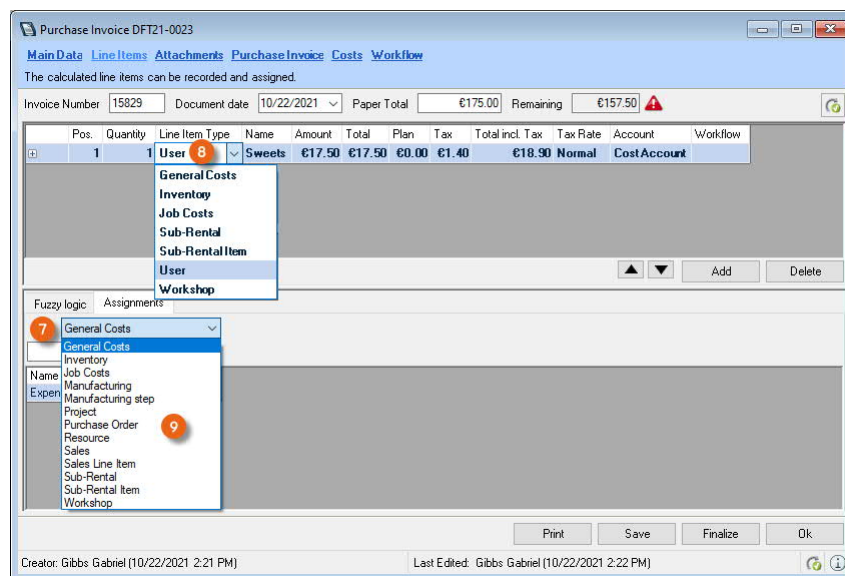 Purchase Invoice DFT21-0023
Main Data Line Items Attachments Purchase Invoice Costs Workflow
The calculated line items can be recorded and assigned.
Invoice Number 15829 Document date 10/22/2021 Paper Total €175.00 Remaining €157.50
Pos. Quantity Line Item Type Name Amount Total Plan Tax Total incl. Tax Tax Rate Account Workflow
1 1 User 8 Sweets €17.50 €17.50 €0.00 €1.40 €18.90 Normal Cost Account
General Costs
Inventory
Job Costs
Sub-Rental
Sub-Rental Item
User
Workshop
Add Delete
Fuzzy logic Assignments
7 General Costs
General Costs
Inventory
Name Job Costs
Manufacturing
Expen Manufacturing step
Project
Purchase Order 9
Resource
Sales
Sales Line Item
Sub-Rental
Sub-Rental Item
Workshop
Print Save Finalize Ok
Creator: Gibbs Gabriel (10/22/2021 2:21 PM) Last Edited: Gibbs Gabriel (10/22/2021 2:22 PM)